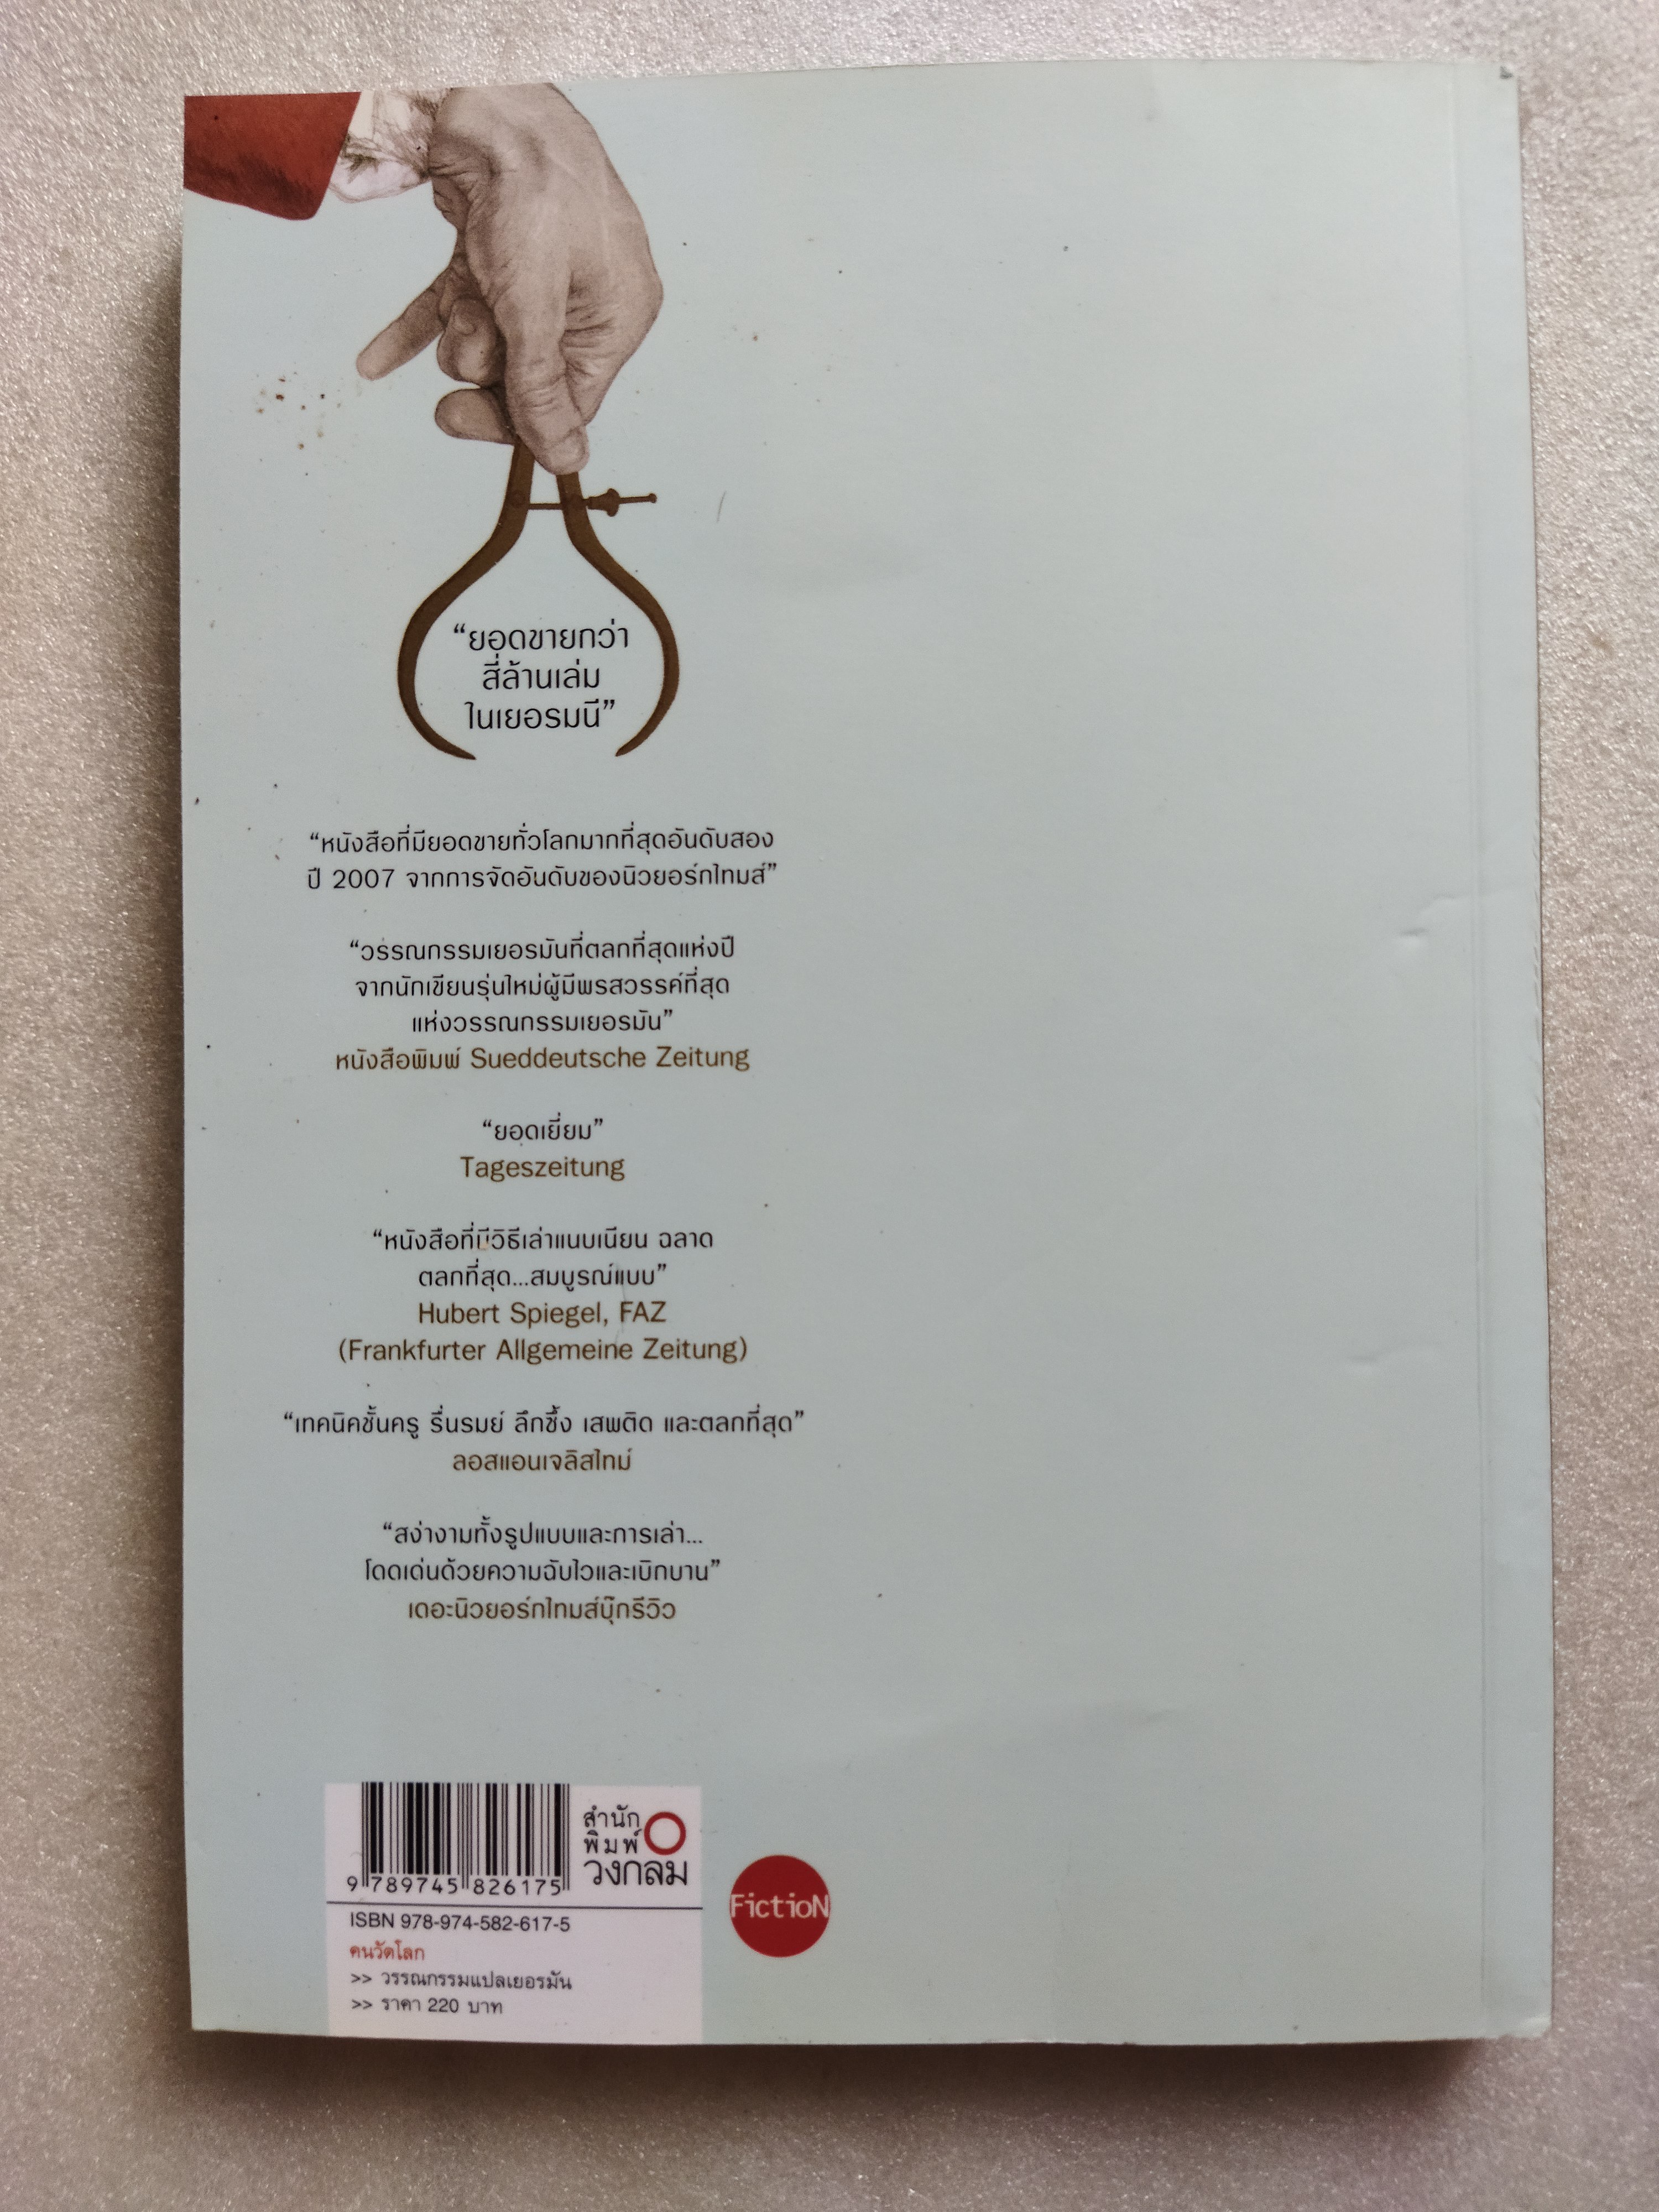 “ยอดขายกว่า
สี่ล้านเล่ม
ในเยอรมนี”
“หนังสือที่มียอดขายทั่วโลกมากที่สุดอันดับสอง
ปี 2007 จากการจัดอันดับของนิวยอร์กไทมส์”
“วรรณกรรมเยอรมันที่ตลกที่สุดแห่งปี
จากนักเขียนรุ่นใหม่ผู้มีพรสวรรค์ที่สุด
แห่งวรรณกรรมเยอรมัน”
หนังสือพิมพ์ Sueddeutsche Zeitung
“ยอดเยี่ยม”
Tageszeitung
“หนังสือที่มีวิธีเล่าแนบเนียน ฉลาด
ตลกที่สุด...สมบูรณ์แบบ”
Hubert Spiegel, FAZ
(Frankfurter Allgemeine Zeitung)
“เทคนิคชั้นครู รื่นรมย์ ลึกซึ้ง เสพติด และตลกที่สุด”
ลอสแอนเจลิสไทม์
“สง่างามทั้งรูปแบบและการเล่า...
โดดเด่นด้วยความฉับไวและเบิกบาน”
เดอะนิวยอร์กไทมส์บุ๊กรีวิว
สำนัก
พิมพ์
วงกลม
9 789745 826175
ISBN 978-974-582-617-5
คนวัดโลก
>> วรรณกรรมแปลเยอรมัน
>> ราคา 220 บาท
FictioN